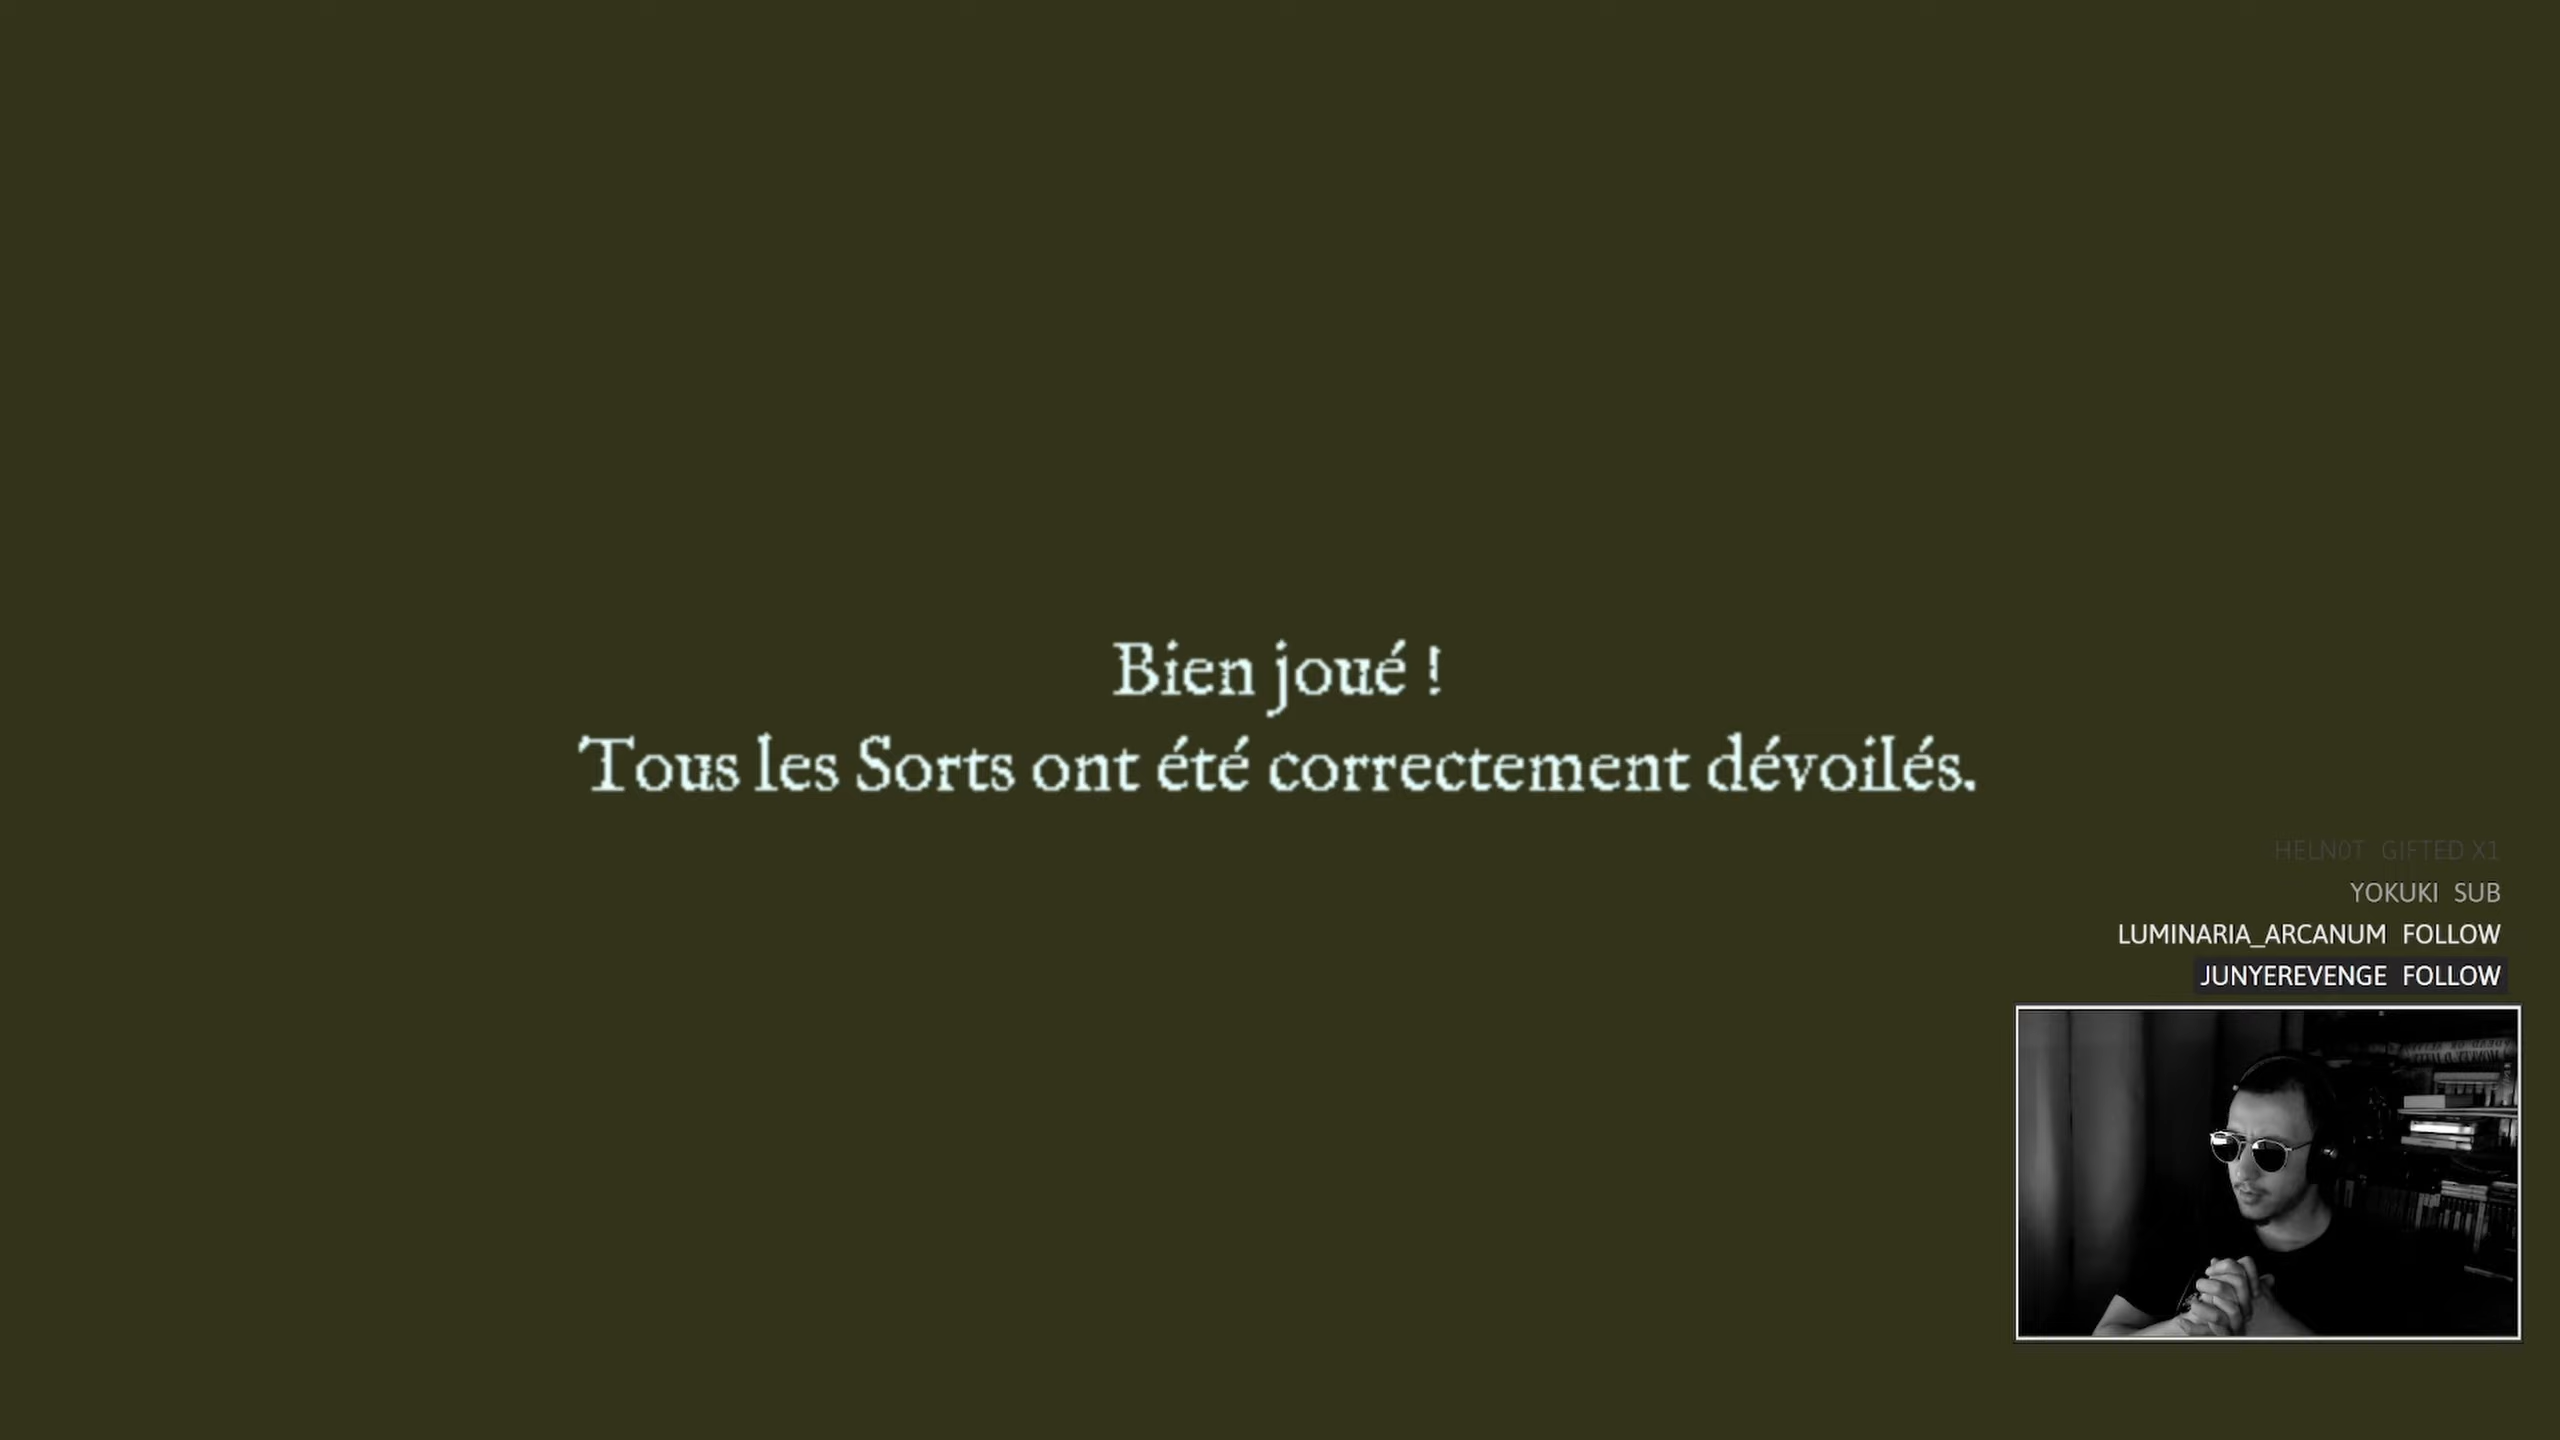 Bien joué !
Tous les Sorts ont été correctement dévoilés.
HELN0T GIFTED X1
YOKUKI SUB
LUMINARIA_ARCANUM FOLLOW
JUNYEREVENGE FOLLOW